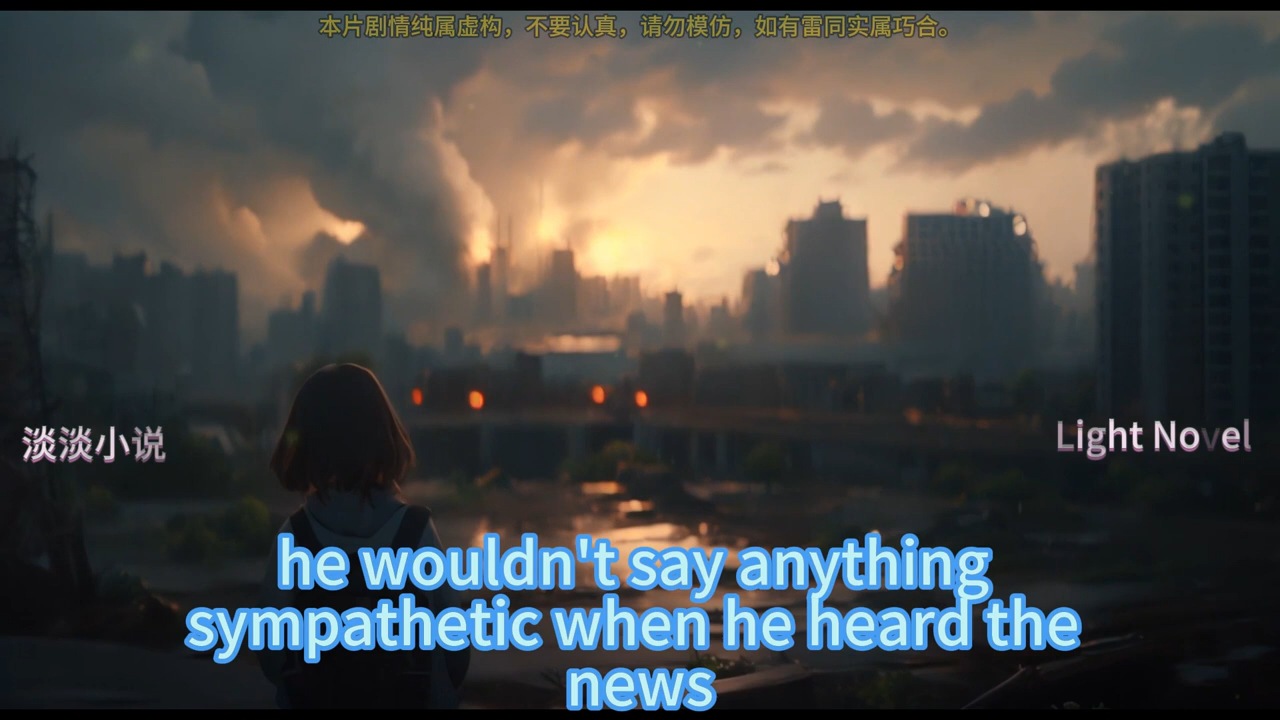 本片剧情纯属虚构，不要认真，请勿模仿，如有雷同实属巧合。
淡淡小说
Light Novel
he wouldn't say anything
sympathetic when he heard the
news